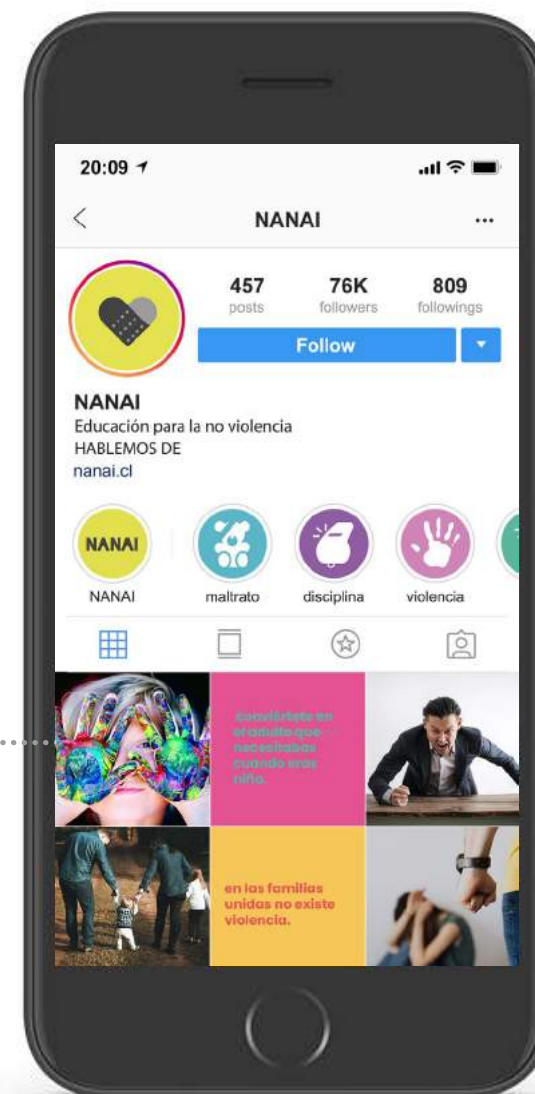 20:09
NANAI
457 76K 809
posts followers followings
Follow
NANAI
Educación para la no violencia
HABLEMOS DE
nanai.cl
NANAI
NANAI maltrato disciplina violencia
conviértete en
el adulto que
necesitabas
cuando eras
niño.
en las familias
unidas no existe
violencia.